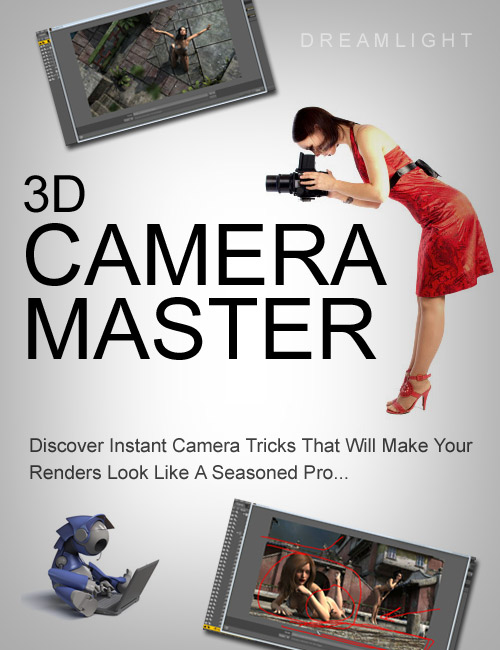 DREAMLIGHT
3D
CAMERA
MASTER
Discover Instant Camera Tricks That Will Make Your
Renders Look Like A Seasoned Pro...